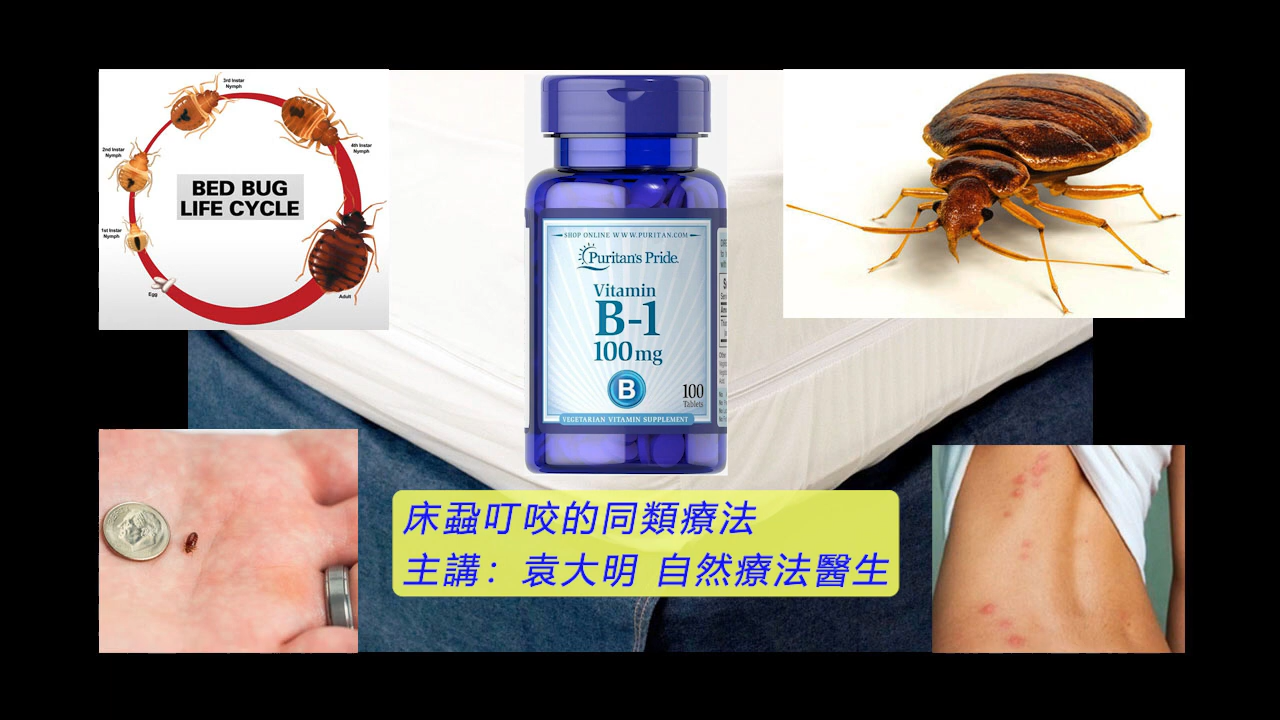 3rd Instar
Nymph
4th Instar
Nymph
2nd Instar
Nymph
BED BUG
LIFE CYCLE
1st Instar
Nymph
Egg
Adult
SHOP ONLINE WWW.PURITAN.COM
Puritan's Pride
Vitamin
B-1
100 mg
B
100
Tablets
VEGETARIAN VITAMIN SUPPLEMENT
床蝨叮咬的同類療法
主講：袁大明 自然療法醫生